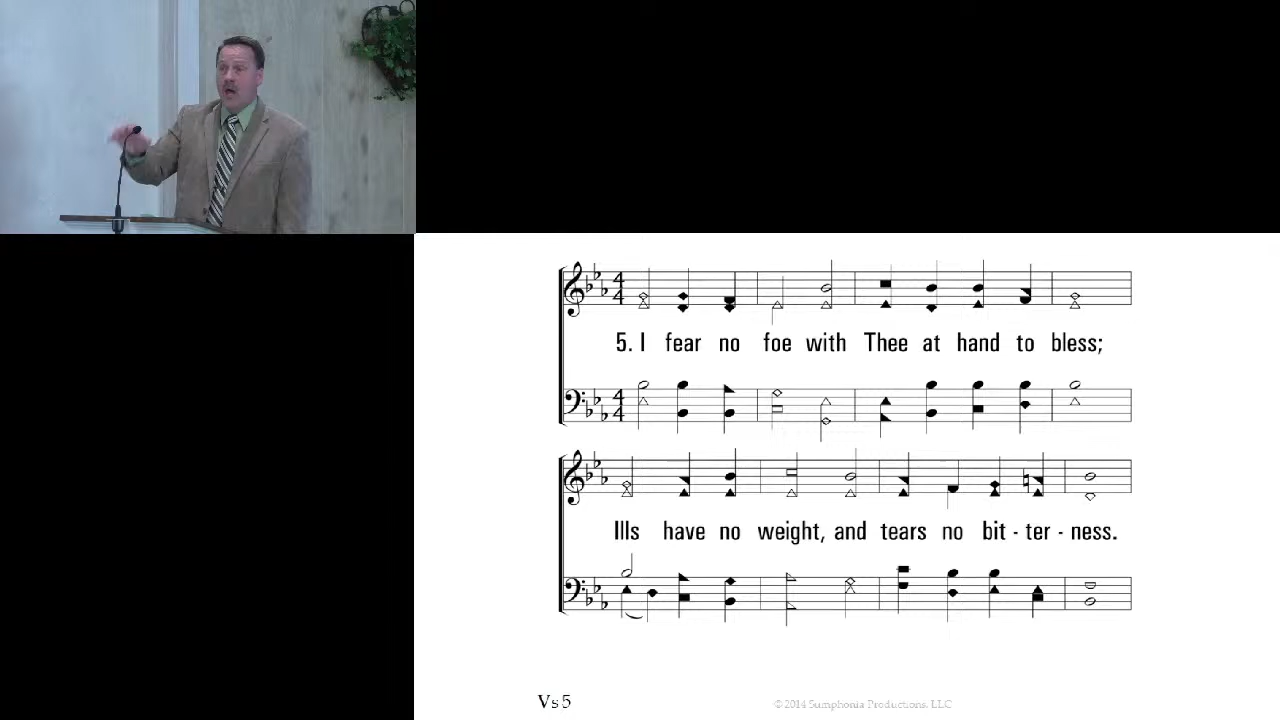 5. I fear no foe with Thee at hand to bless;
Ills have no weight, and tears no bit - ter - ness.
Vs 5
©2014 Sumphonia Productions, LLC